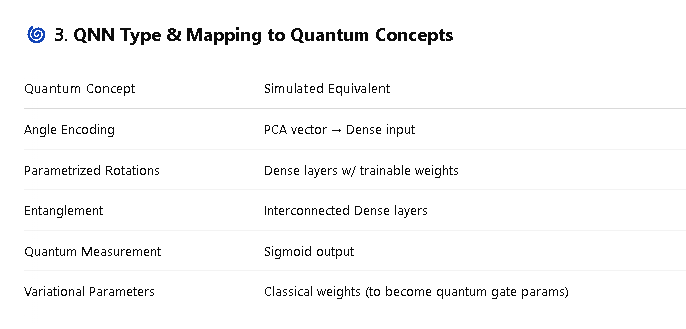 🌀 3. QNN Type & Mapping to Quantum Concepts
Quantum Concept Simulated Equivalent
Angle Encoding PCA vector → Dense input
Parametrized Rotations Dense layers w/ trainable weights
Entanglement Interconnected Dense layers
Quantum Measurement Sigmoid output
Variational Parameters Classical weights (to become quantum gate params)